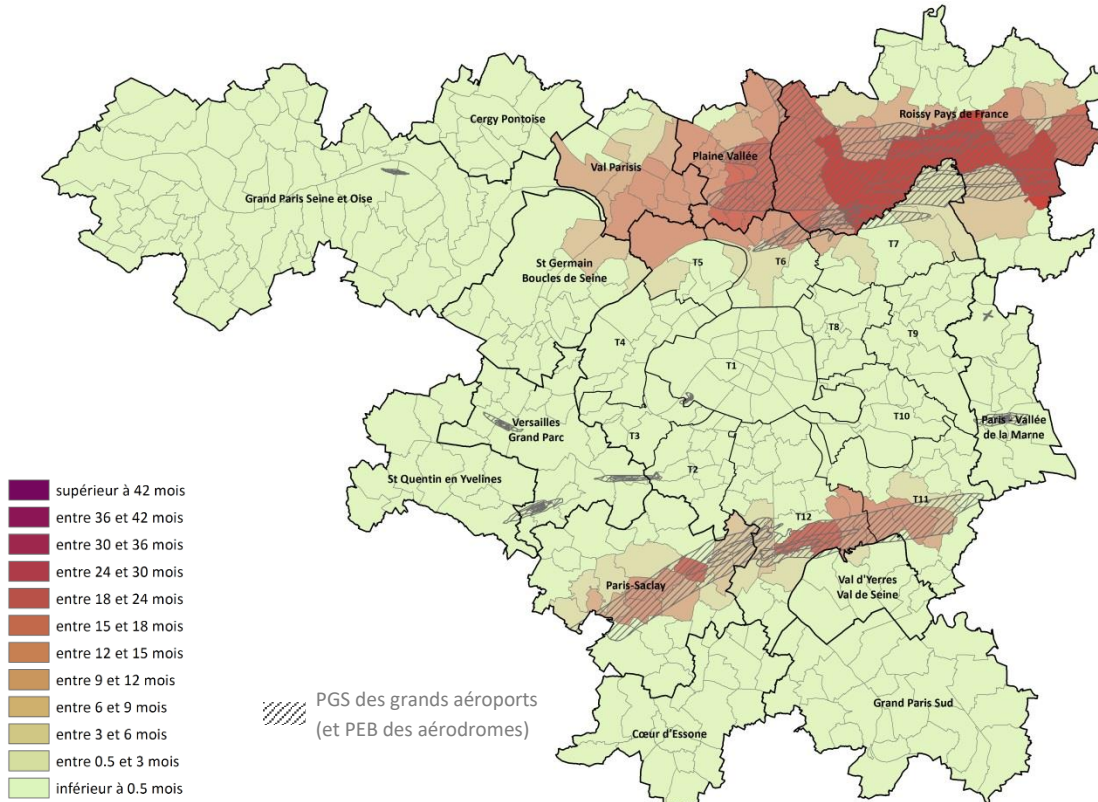 Cergy Pontoise
Roissy Pays de France
Val Parisis
Plaine Vallée
Grand Paris Seine et Oise
T7
T6
T5
St Germain
Boucles de Seine
T8
T9
T4
T1
T10
Paris - Vallée
de la Marne
Versailles
Grand Parc
T3
T2
St Quentin en Yvelines
T11
T12
Paris-Saclay
Val d'Yerres
Val de Seine
Grand Paris Sud
Cœur d'Essone
supérieur à 42 mois
entre 36 et 42 mois
entre 30 et 36 mois
entre 24 et 30 mois
entre 18 et 24 mois
entre 15 et 18 mois
entre 12 et 15 mois
entre 9 et 12 mois
entre 6 et 9 mois
entre 3 et 6 mois
entre 0.5 et 3 mois
inférieur à 0.5 mois
PGS des grands aéroports
(et PEB des aérodromes)